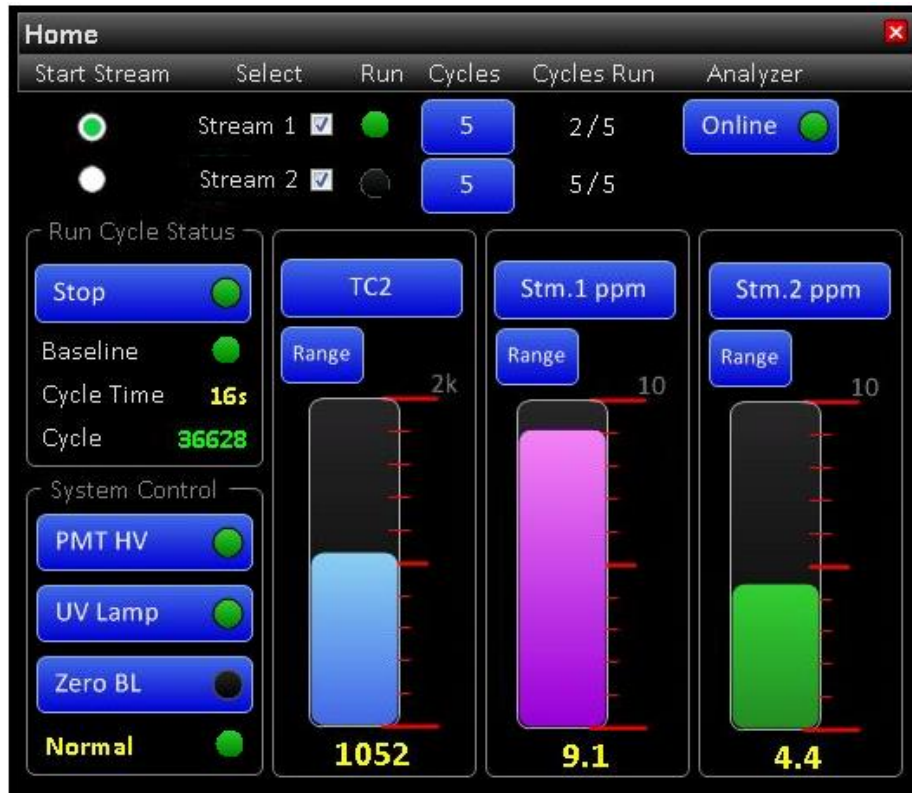 Home
Start Stream Select Run Cycles Cycles Run Analyzer
Stream 1 5 2/5 Online
Stream 2 5 5/5
Run Cycle Status
Stop
Baseline
Cycle Time 16s
Cycle 36628
System Control
PMT HV
UV Lamp
Zero BL
Normal
TC2
Range
2k
1052
Stm.1 ppm
Range
10
9.1
Stm.2 ppm
Range
10
4.4